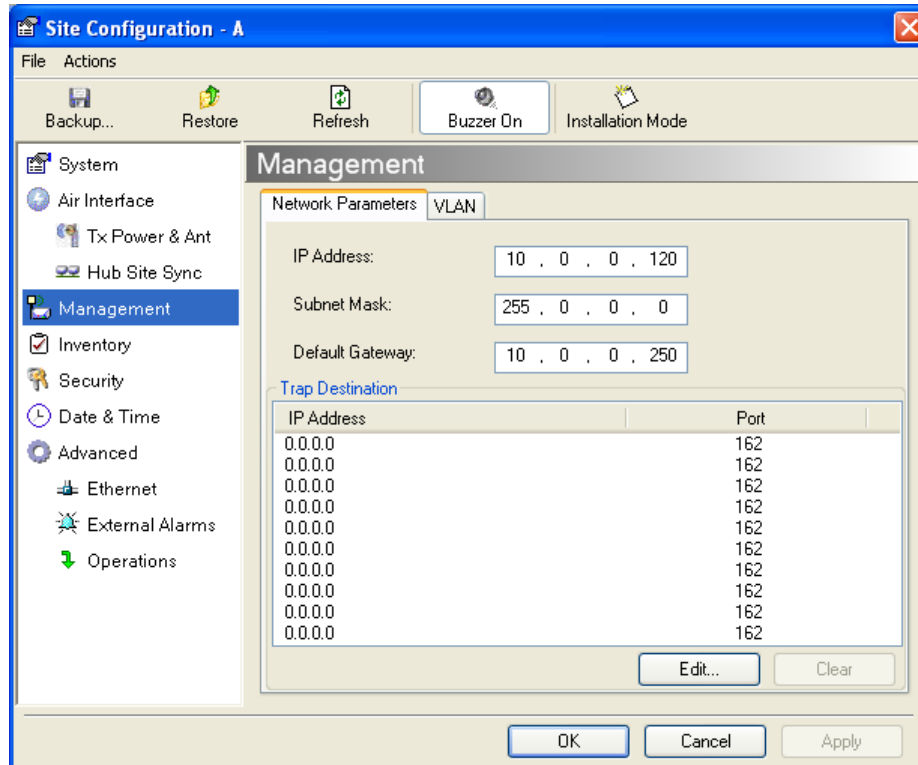 Site Configuration - A
File Actions
Backup... Restore Refresh Buzzer On Installation Mode
System
Air Interface
Tx Power & Ant
Hub Site Sync
Management
Inventory
Security
Date & Time
Advanced
Ethernet
External Alarms
Operations
Management
Network Parameters VLAN
IP Address: 10 . 0 . 0 . 120
Subnet Mask: 255 . 0 . 0 . 0
Default Gateway: 10 . 0 . 0 . 250
Trap Destination
IP Address Port
0.0.0.0 162
0.0.0.0 162
0.0.0.0 162
0.0.0.0 162
0.0.0.0 162
0.0.0.0 162
0.0.0.0 162
0.0.0.0 162
0.0.0.0 162
0.0.0.0 162
Edit... Clear
OK Cancel Apply